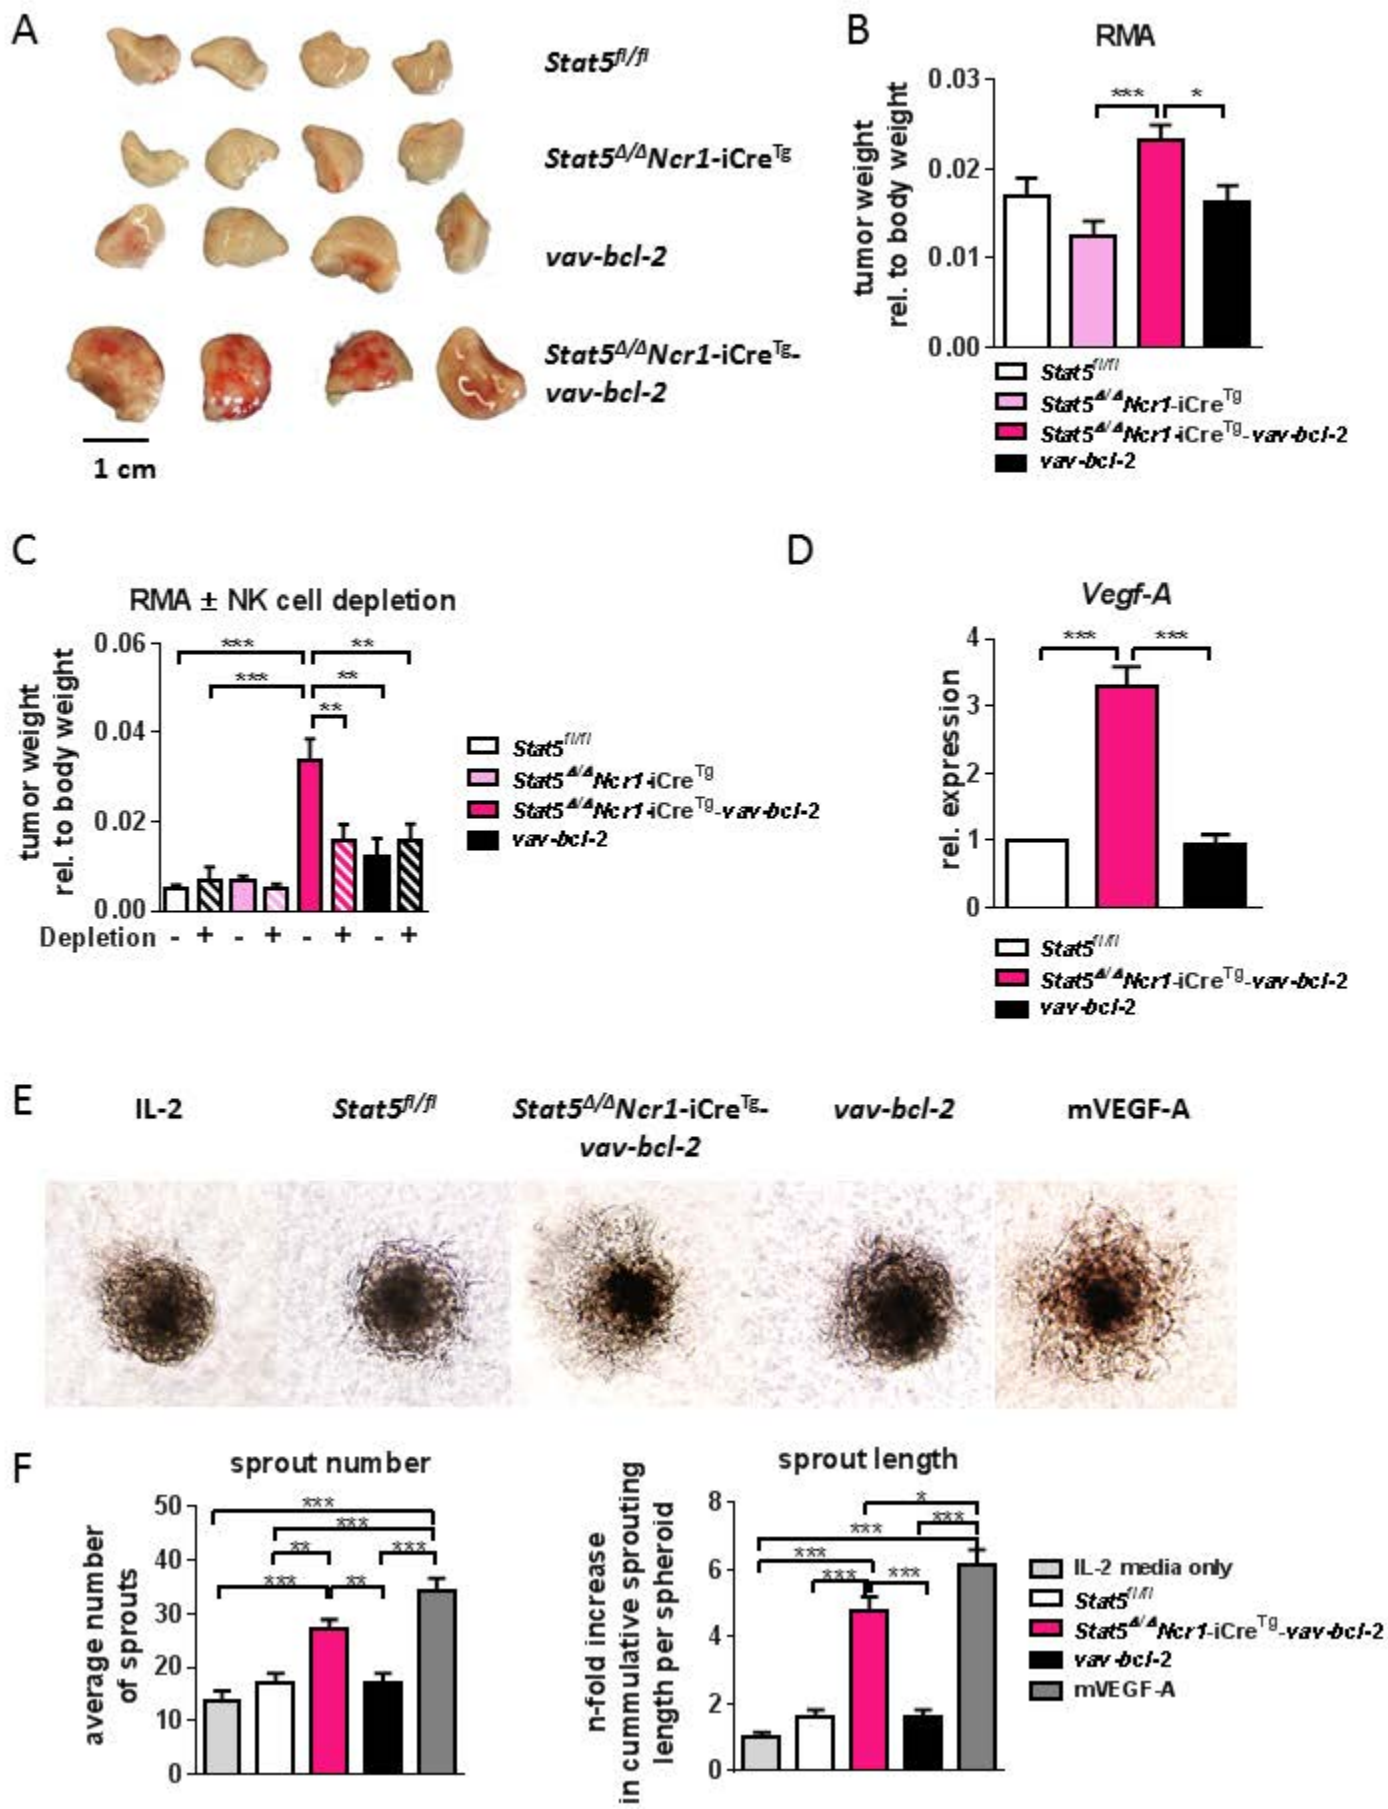 A
Stat5fl/fl
Stat5Δ/ΔNcr1-iCreTg
vav-bcl-2
Stat5Δ/ΔNcr1-iCreTg-
vav-bcl-2
1 cm
B
RMA
tumor weight
rel. to body weight
0.03
0.02
0.01
0.00
***
*
Stat5fl/fl
Stat5Δ/ΔNcr1-iCreTg
Stat5Δ/ΔNcr1-iCreTg-vav-bcl-2
vav-bcl-2
C
RMA ± NK cell depletion
tumor weight
rel. to body weight
0.06
0.04
0.02
0.00
***
**
***
**
**
Depletion - + - + - + - +
Stat5fl/fl
Stat5Δ/ΔNcr1-iCreTg
Stat5Δ/ΔNcr1-iCreTg-vav-bcl-2
vav-bcl-2
D
Vegf-A
rel. expression
4
3
2
1
0
***
***
Stat5fl/fl
Stat5Δ/ΔNcr1-iCreTg-vav-bcl-2
vav-bcl-2
E
IL-2
Stat5fl/fl
Stat5Δ/ΔNcr1-iCreTg-
vav-bcl-2
vav-bcl-2
mVEGF-A
F
sprout number
average number
of sprouts
50
40
30
20
10
0
***
***
**
***
***
**
sprout length
n-fold increase
in cummulative sprouting
length per spheroid
8
6
4
2
0
*
***
***
***
***
***
IL-2 media only
Stat5fl/fl
Stat5Δ/ΔNcr1-iCreTg-vav-bcl-2
vav-bcl-2
mVEGF-A